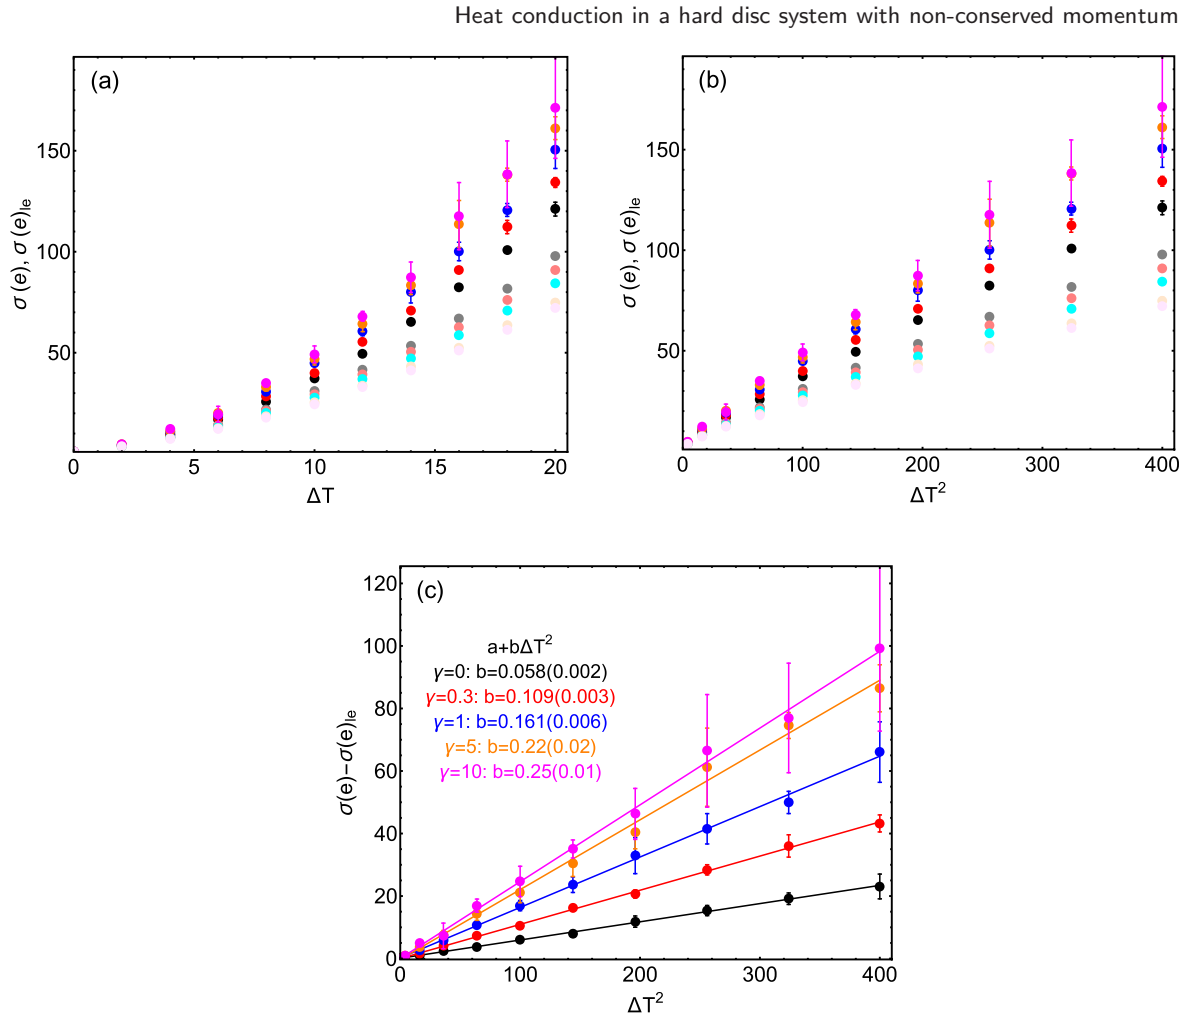 Heat conduction in a hard disc system with non-conserved momentum
(a)
σ (e), σ (e)le
150
100
50
0 5 10 15 20
ΔT
(b)
σ (e), σ (e)le
150
100
50
0 100 200 300 400
ΔT²
(c)
σ(e)−σ(e)le
120
100
80
60
40
20
0
a+bΔT²
γ=0: b=0.058(0.002)
γ=0.3: b=0.109(0.003)
γ=1: b=0.161(0.006)
γ=5: b=0.22(0.02)
γ=10: b=0.25(0.01)
0 100 200 300 400
ΔT²